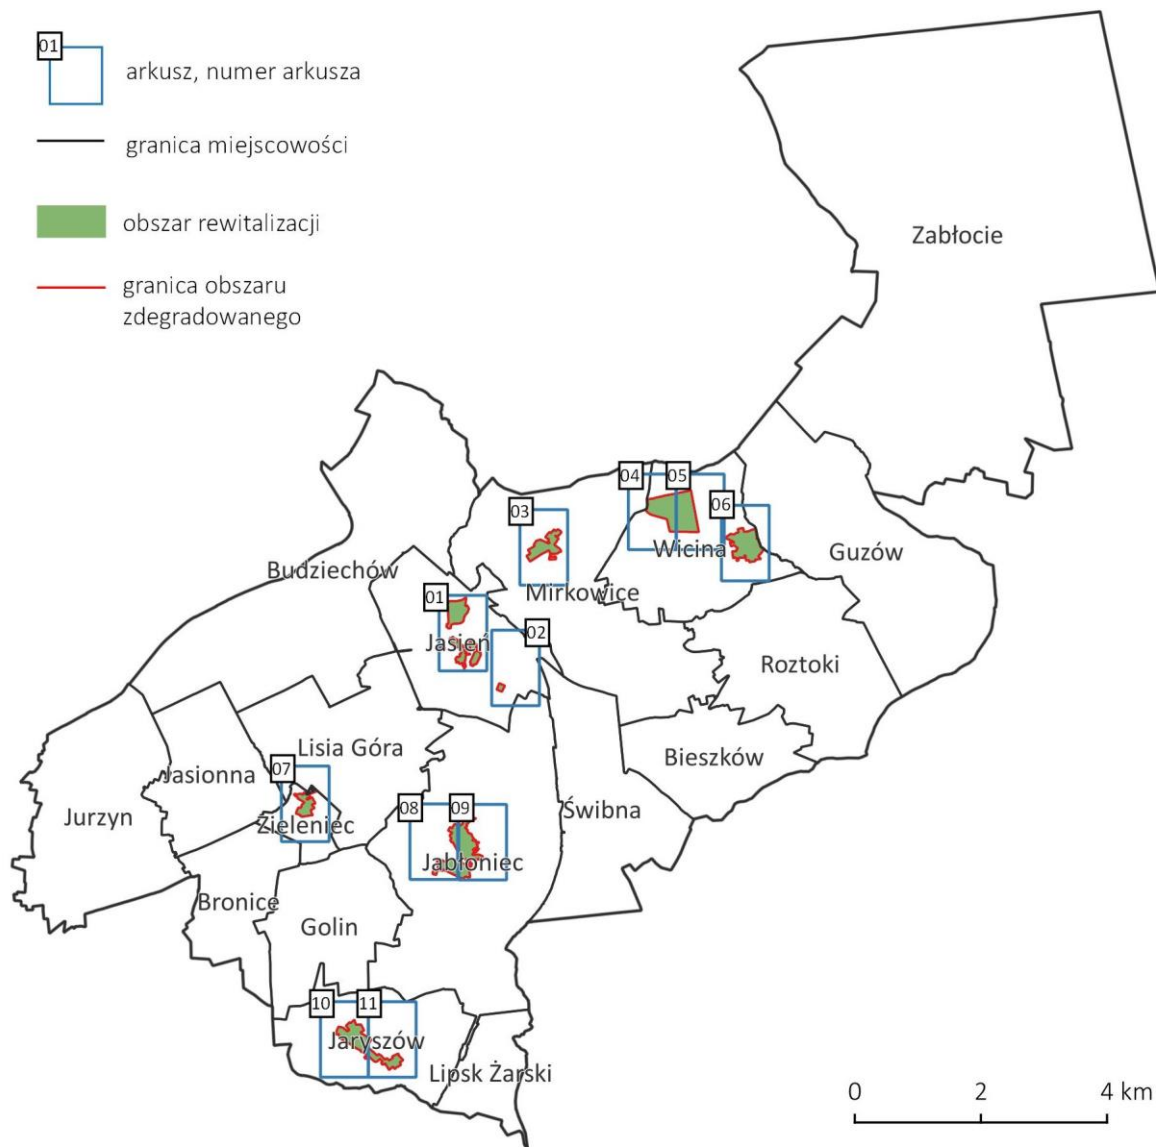 01
arkusz, numer arkusza
granica miejscowości
obszar rewitalizacji
granica obszaru
zdegradowanego
Zabłocie
04
05
06
03
Wicina
Guzów
Budziechów
Mirkowice
01
02
Jasień
Roztoki
Bieszków
Lisia Góra
07
Jasionna
Jurzyn
Zieleniec
08
09
Świbna
Jabłoniec
Bronice
Golin
10
11
Jaryszów
Lipsk Żarski
0 2 4 km